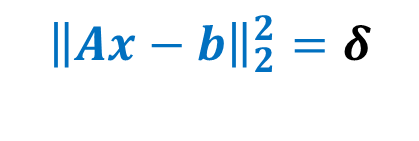 ‖Ax − b‖₂² = δ